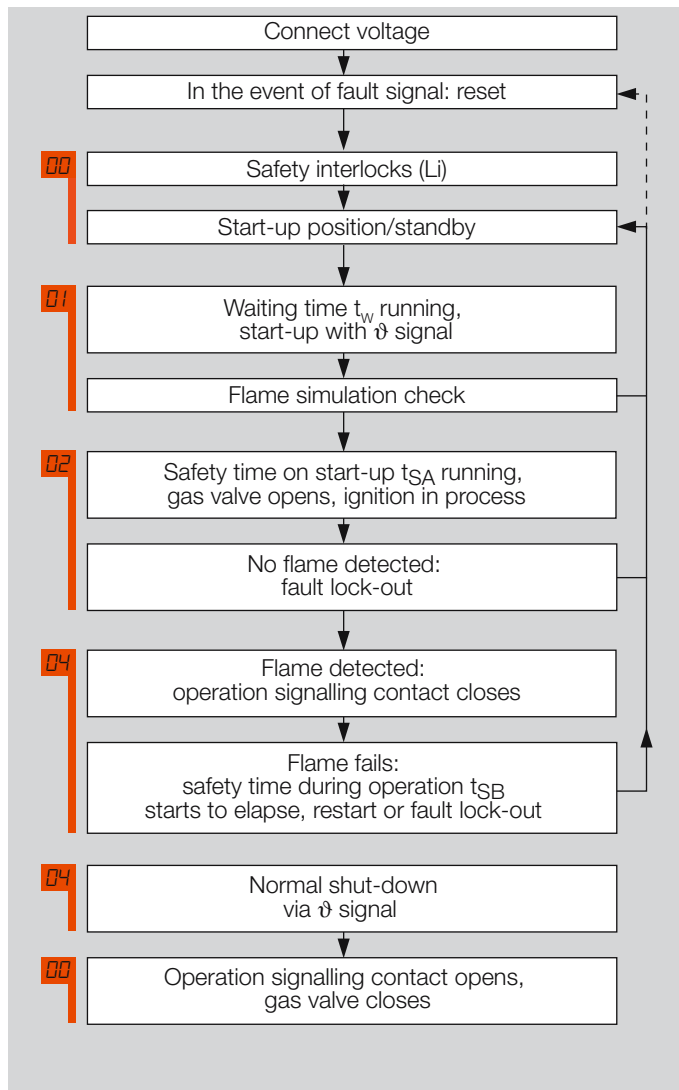 Connect voltage
In the event of fault signal: reset
00
Safety interlocks (Li)
Start-up position/standby
01
Waiting time tW running,
start-up with ϑ signal
Flame simulation check
02
Safety time on start-up tSA running,
gas valve opens, ignition in process
No flame detected:
fault lock-out
04
Flame detected:
operation signalling contact closes
Flame fails:
safety time during operation tSB
starts to elapse, restart or fault lock-out
04
Normal shut-down
via ϑ signal
00
Operation signalling contact opens,
gas valve closes